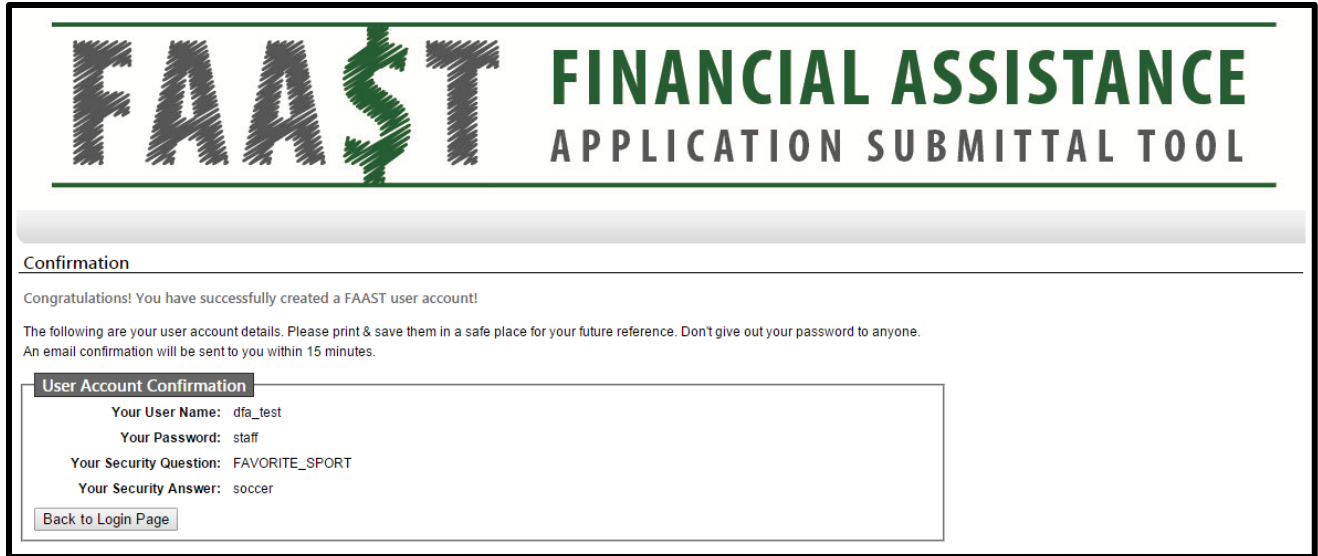 FAA$T FINANCIAL ASSISTANCE
APPLICATION SUBMITTAL TOOL
Confirmation
Congratulations! You have successfully created a FAAST user account!
The following are your user account details. Please print & save them in a safe place for your future reference. Don't give out your password to anyone.
An email confirmation will be sent to you within 15 minutes.
User Account Confirmation
Your User Name: dfa_test
Your Password: staff
Your Security Question: FAVORITE_SPORT
Your Security Answer: soccer
Back to Login Page